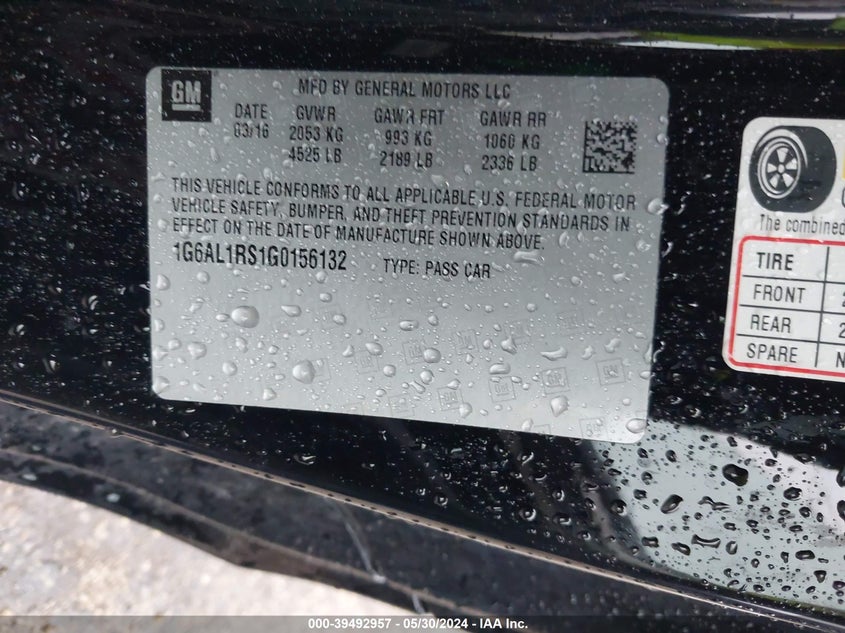 GM
MFD BY GENERAL MOTORS LLC
DATE GVWR GAWR FRT GAWR RR
03/16 2053 KG 993 KG 1060 KG
4525 LB 2189 LB 2336 LB
THIS VEHICLE CONFORMS TO ALL APPLICABLE U.S. FEDERAL MOTOR
VEHICLE SAFETY, BUMPER, AND THEFT PREVENTION STANDARDS IN
EFFECT ON THE DATE OF MANUFACTURE SHOWN ABOVE.
1G6AL1RS1G0156132 TYPE: PASS CAR
The combined
TIRE
FRONT 2
REAR 2
SPARE N
000-39492957 - 05/30/2024 - IAA Inc.